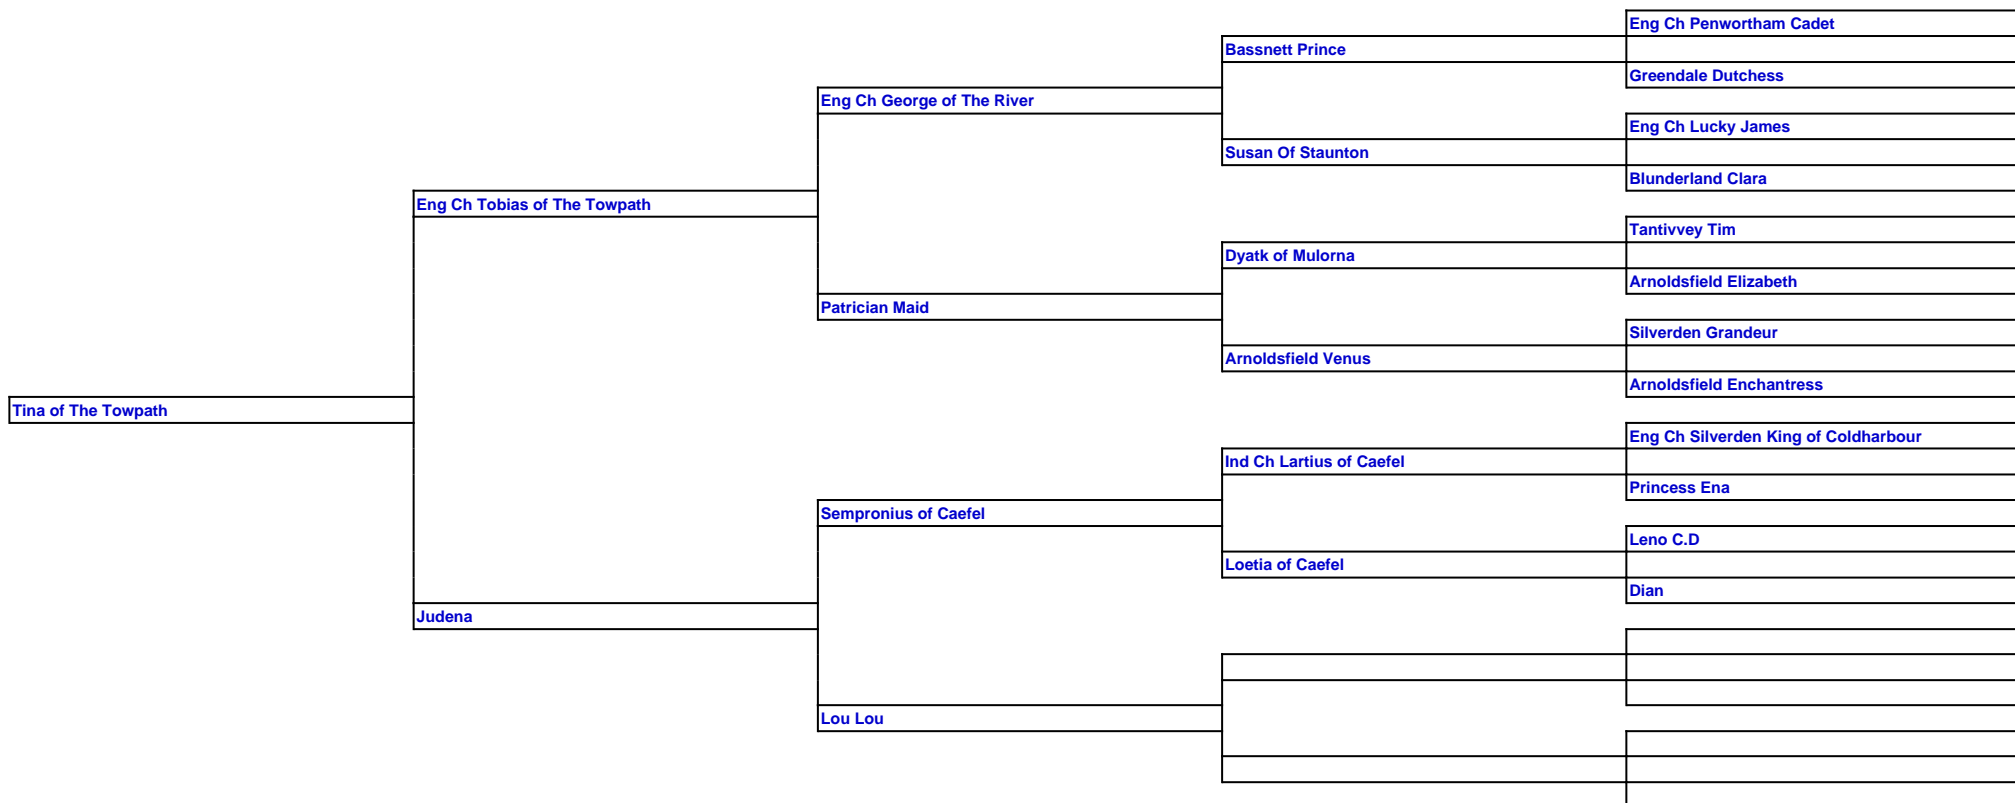 Eng Ch Penwortham Cadet
Bassnett Prince
Greendale Dutchess
Eng Ch George of The River
Eng Ch Lucky James
Susan Of Staunton
Blunderland Clara
Eng Ch Tobias of The Towpath
Tantivvey Tim
Dyatk of Mulorna
Arnoldsfield Elizabeth
Patrician Maid
Silverden Grandeur
Arnoldsfield Venus
Arnoldsfield Enchantress
Tina of The Towpath
Eng Ch Silverden King of Coldharbour
Ind Ch Lartius of Caefel
Princess Ena
Sempronius of Caefel
Leno C.D
Loetia of Caefel
Dian
Judena
Lou Lou